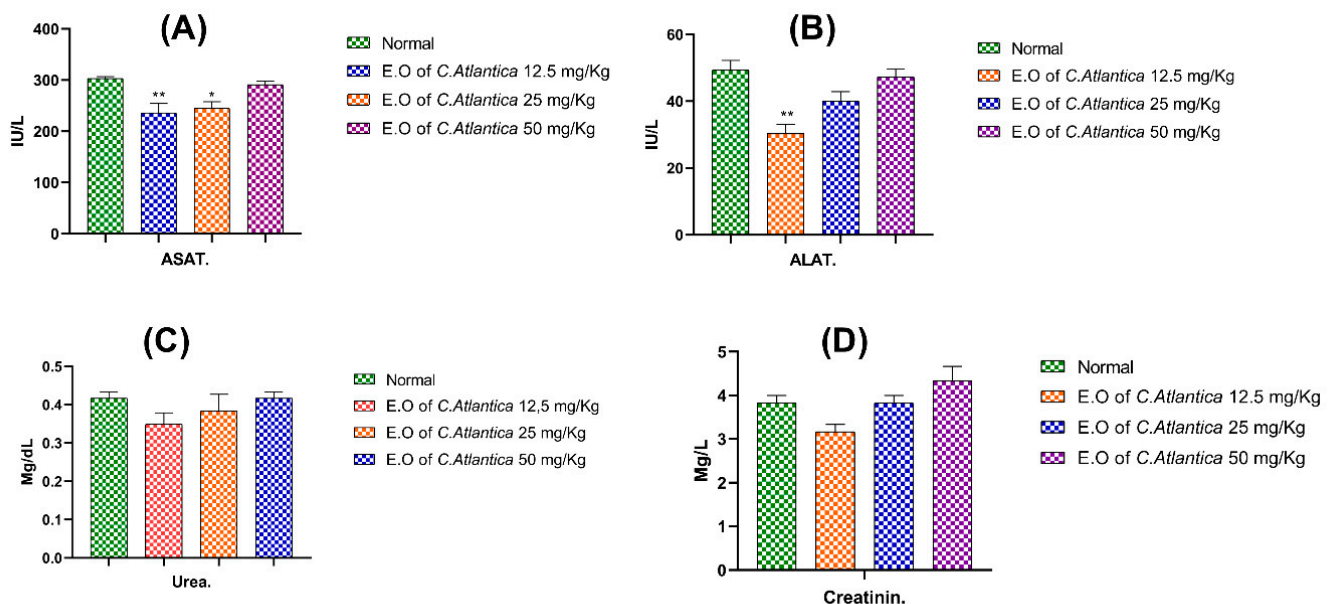 (A)
400
300
200
100
0
IU/L
**
*
ASAT.
Normal
E.O of C.Atlantica 12.5 mg/Kg
E.O of C.Atlantica 25 mg/Kg
E.O of C.Atlantica 50 mg/Kg
(B)
60
40
20
0
IU/L
**
ALAT.
Normal
E.O of C.Atlantica 12.5 mg/Kg
E.O of C.Atlantica 25 mg/Kg
E.O of C.Atlantica 50 mg/Kg
(C)
0.5
0.4
0.3
0.2
0.1
0.0
Mg/dL
Urea.
Normal
E.O of C.Atlantica 12,5 mg/Kg
E.O of C.Atlantica 25 mg/Kg
E.O of C.Atlantica 50 mg/Kg
(D)
5
4
3
2
1
0
Mg/L
Creatinin.
Normal
E.O of C.Atlantica 12.5 mg/Kg
E.O of C.Atlantica 25 mg/Kg
E.O of C.Atlantica 50 mg/Kg